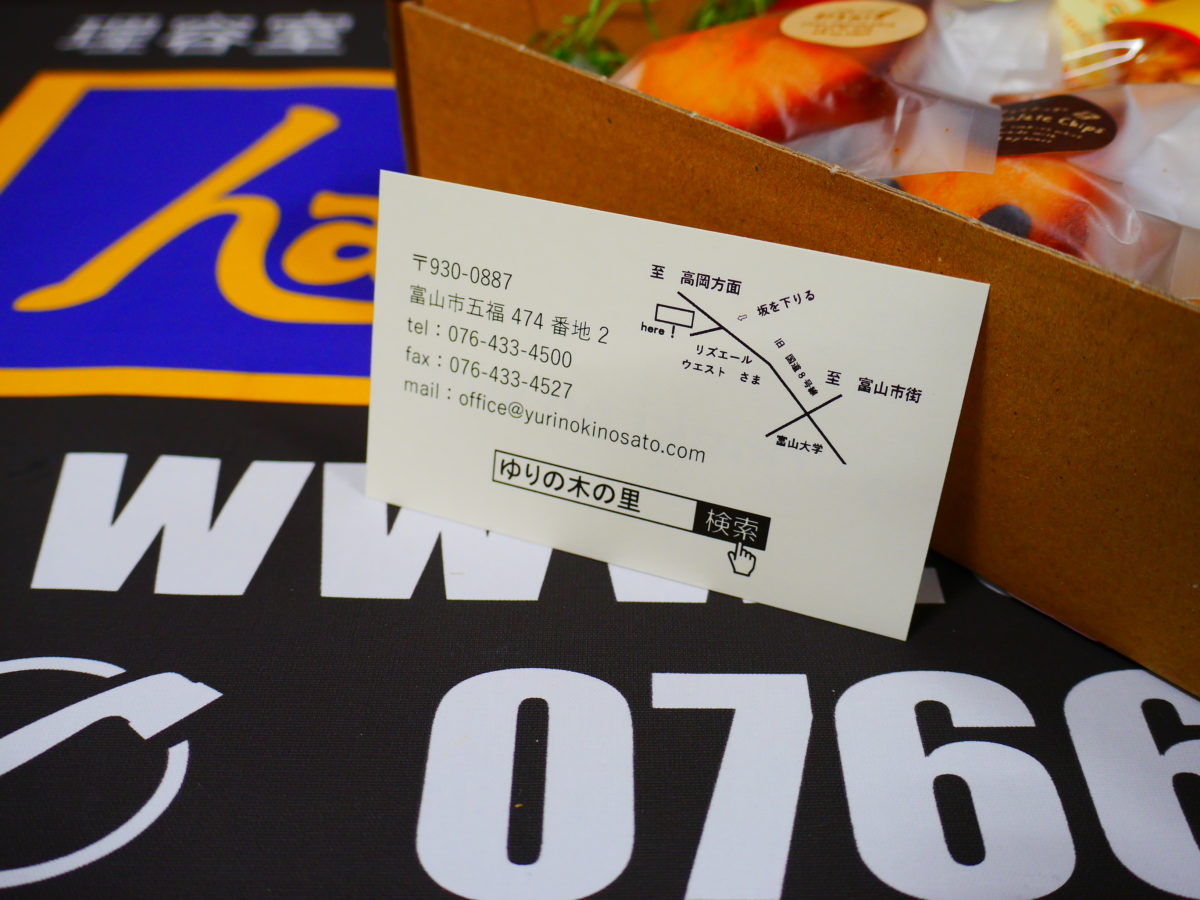 理容室
ha
〒930-0887
富山市五福 474 番地 2
tel：076-433-4500
fax：076-433-4527
mail：office@yurinokinosato.com
至 高岡方面
⇦ 坂を下りる
here！
リズエール
ウエスト さま
旧 国道8号線
至 富山市街
富山大学
ゆりの木の里 検索
www.
0766